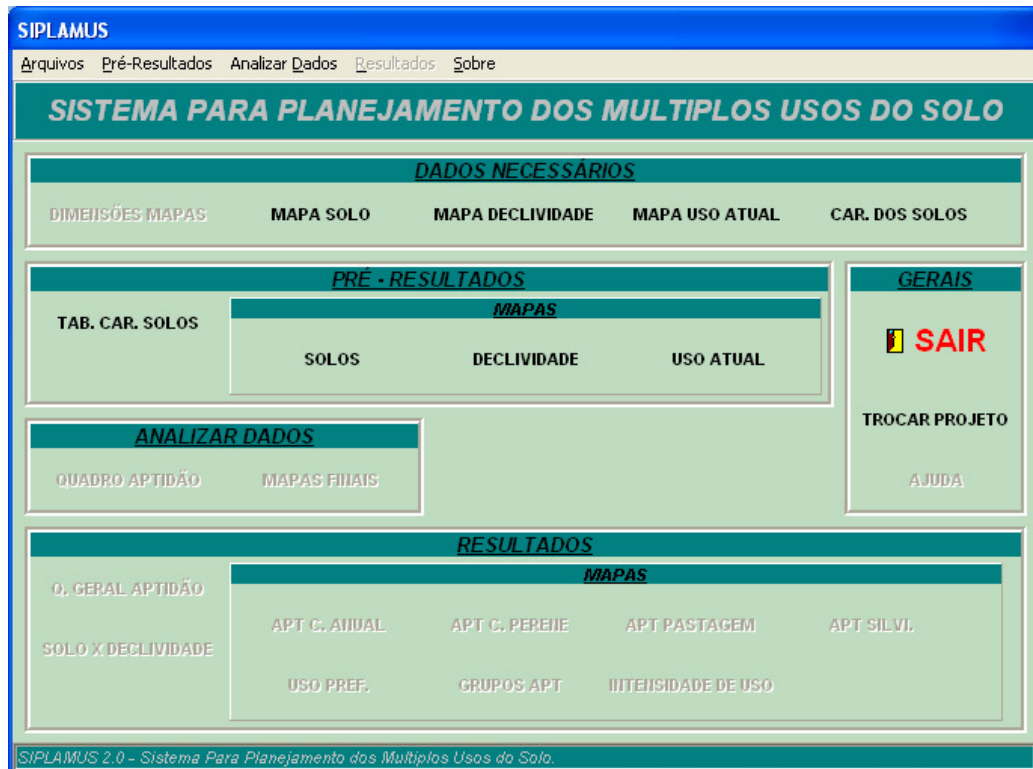 SIPLAMUS
Arquivos Pré-Resultados Analizar Dados Resultados Sobre
SISTEMA PARA PLANEJAMENTO DOS MULTIPLOS USOS DO SOLO
DADOS NECESSÁRIOS
DIMENSÕES MAPAS MAPA SOLO MAPA DECLIVIDADE MAPA USO ATUAL CAR. DOS SOLOS
PRÉ - RESULTADOS
TAB. CAR. SOLOS
MAPAS
SOLOS DECLIVIDADE USO ATUAL
GERAIS
SAIR
TROCAR PROJETO
AJUDA
ANALIZAR DADOS
QUADRO APTIDÃO MAPAS FINAIS
RESULTADOS
Q. GERAL APTIDÃO
SOLO X DECLIVIDADE
MAPAS
APT C. ANUAL APT C. PERENE APT PASTAGEM APT SILVI.
USO PREF. GRUPOS APT INTENSIDADE DE USO
SIPLAMUS 2.0 - Sistema Para Planejamento dos Multiplos Usos do Solo.